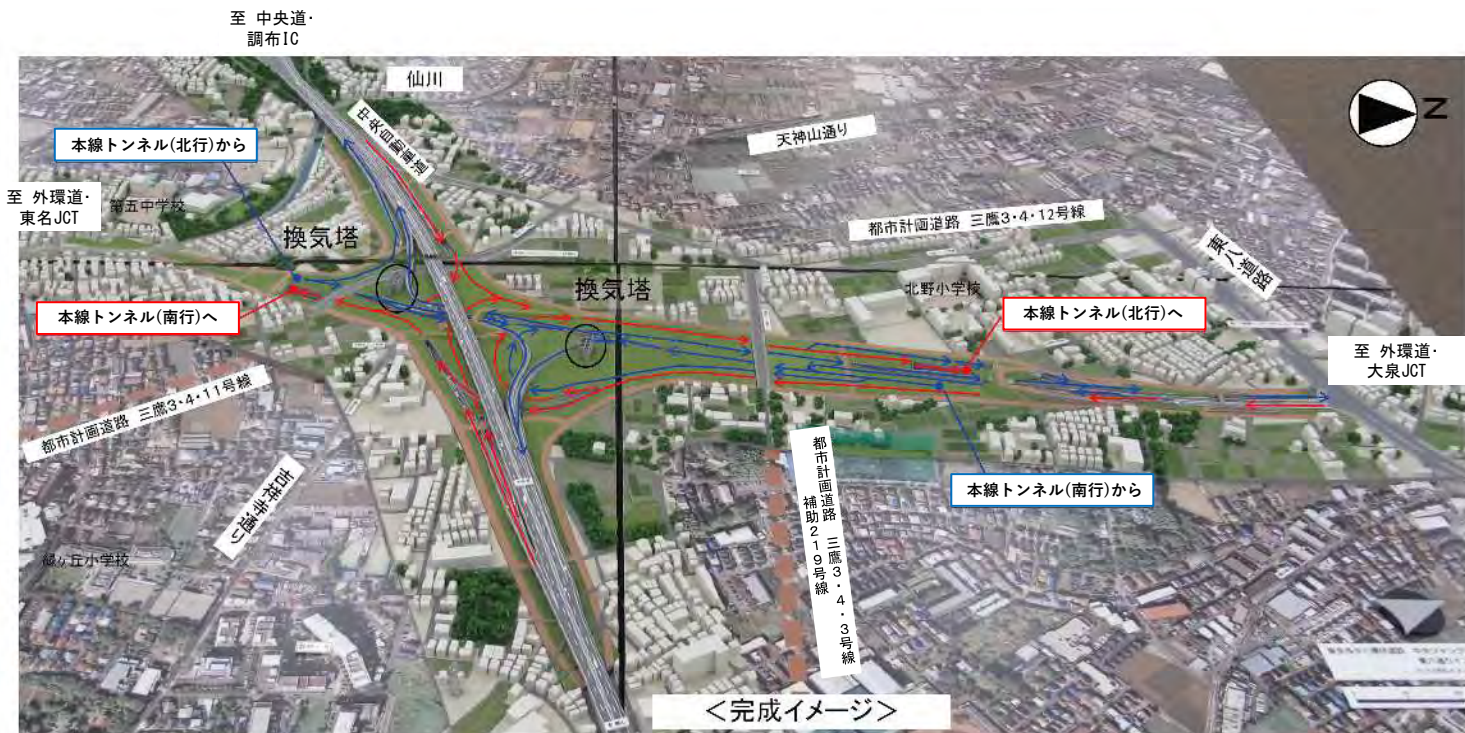 至 中央道・
調布IC
仙川
中央自動車道
天神山通り
N
本線トンネル(北行)から
至 外環道・
東名JCT
第五中学校
換気塔
都市計画道路 三鷹3・4・12号線
東八道路
換気塔
北野小学校
本線トンネル(南行)へ
本線トンネル(北行)へ
至 外環道・
大泉JCT
都市計画道路 三鷹3・4・11号線
吉祥寺通り
本線トンネル(南行)から
都市計画道路 三鷹3・4・3号線
補助219号線
緑ヶ丘小学校
＜完成イメージ＞